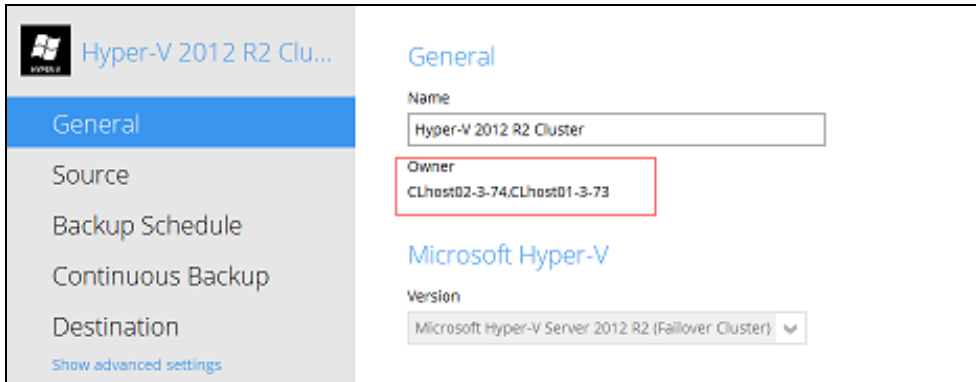 Hyper-V 2012 R2 Clu...
General
Source
Backup Schedule
Continuous Backup
Destination
Show advanced settings
General
Name
Hyper-V 2012 R2 Cluster
Owner
CLhost02-3-74,CLhost01-3-73
Microsoft Hyper-V
Version
Microsoft Hyper-V Server 2012 R2 (Failover Cluster)